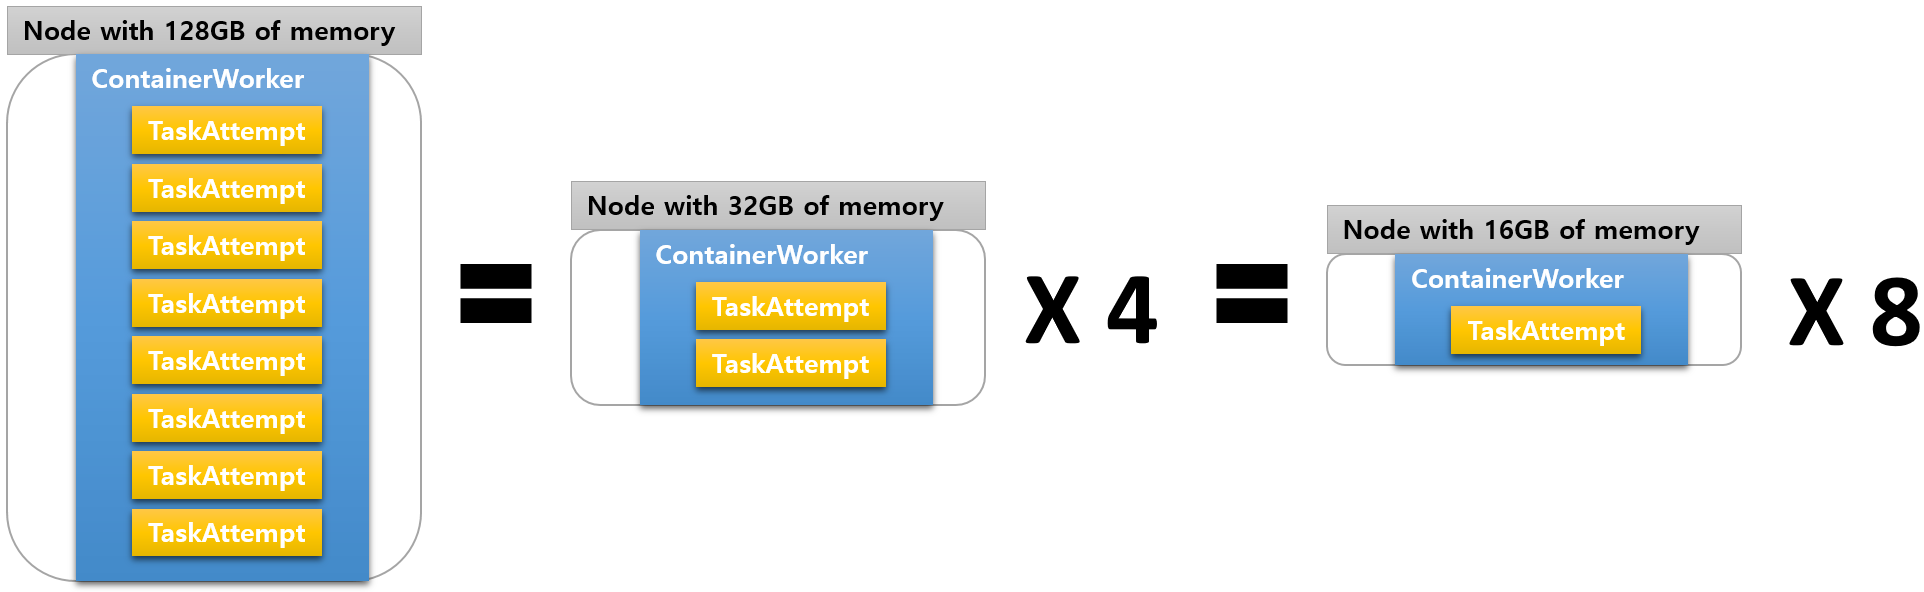 Node with 128GB of memory
ContainerWorker
TaskAttempt
TaskAttempt
TaskAttempt
TaskAttempt
TaskAttempt
TaskAttempt
TaskAttempt
TaskAttempt
=
Node with 32GB of memory
ContainerWorker
TaskAttempt
TaskAttempt
X 4
=
Node with 16GB of memory
ContainerWorker
TaskAttempt
X 8